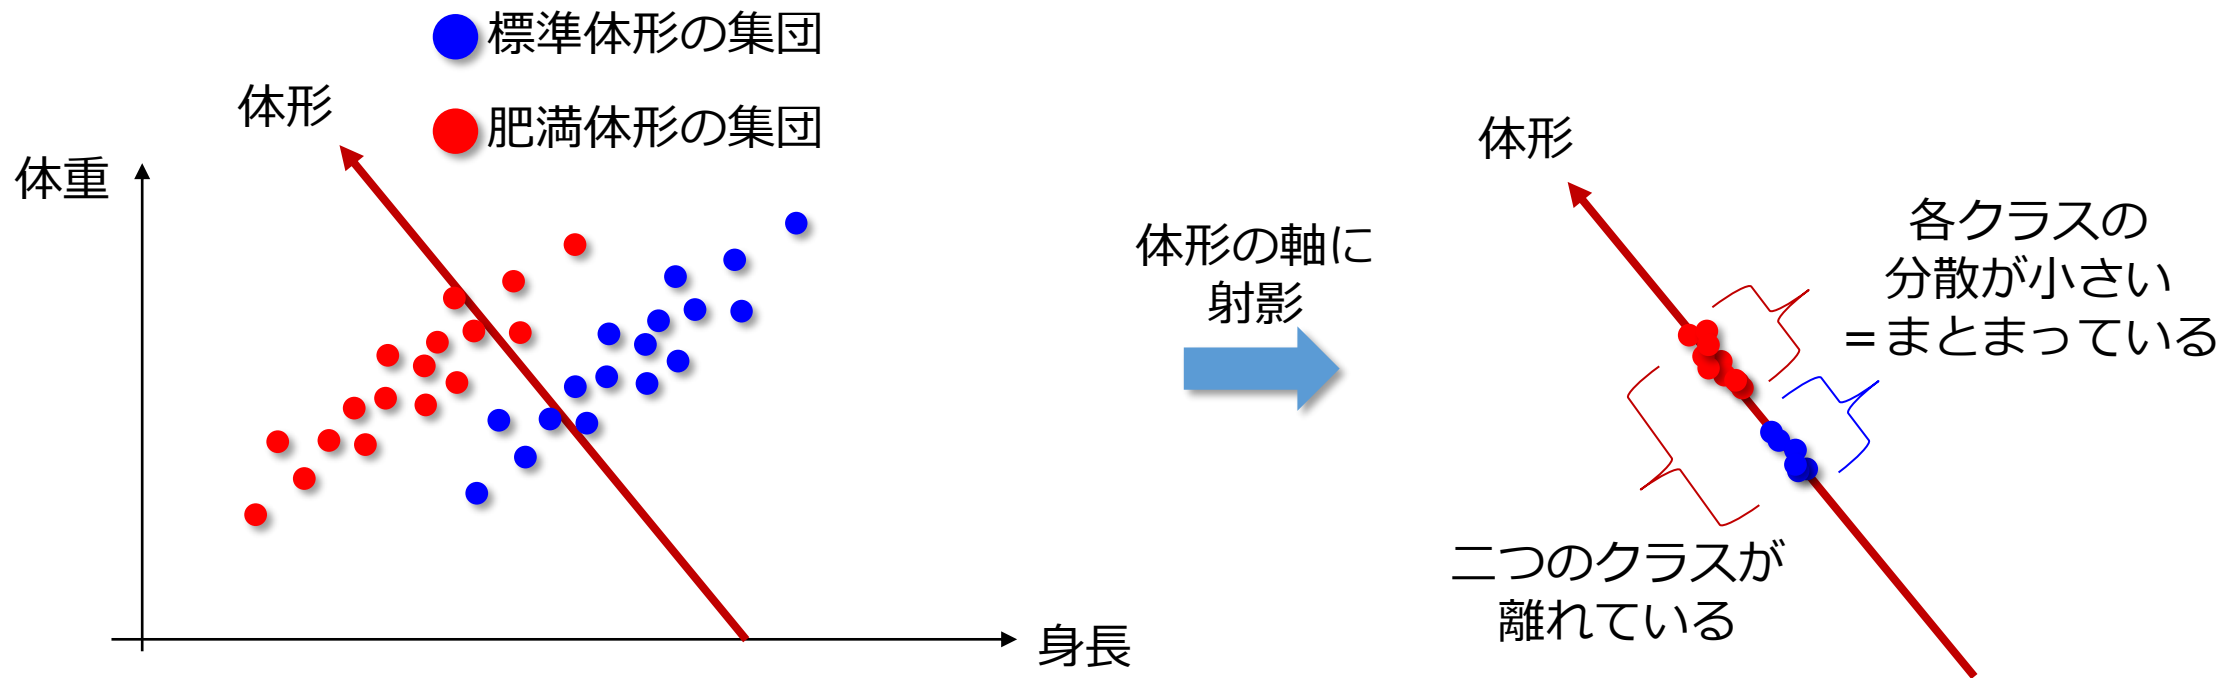 標準体形の集団
肥満体形の集団
体形
体重
身長
体形の軸に
射影
体形
各クラスの
分散が小さい
＝まとまっている
二つのクラスが
離れている